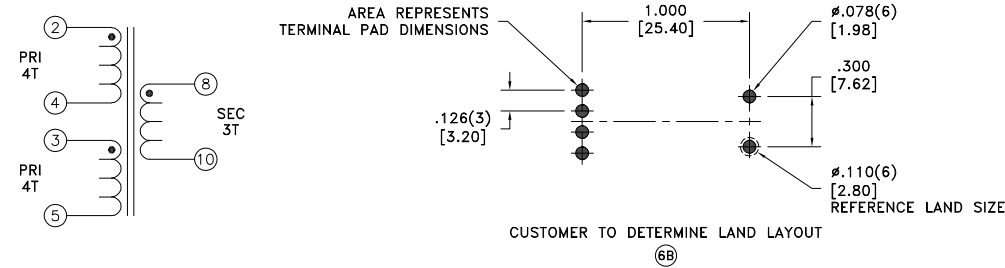 2
PRI
4T
4
3
PRI
4T
5
8
SEC
3T
10
AREA REPRESENTS
TERMINAL PAD DIMENSIONS
1.000
[25.40]
ø.078(6)
[1.98]
.300
[7.62]
.126(3)
[3.20]
ø.110(6)
[2.80]
REFERENCE LAND SIZE
CUSTOMER TO DETERMINE LAND LAYOUT
6B